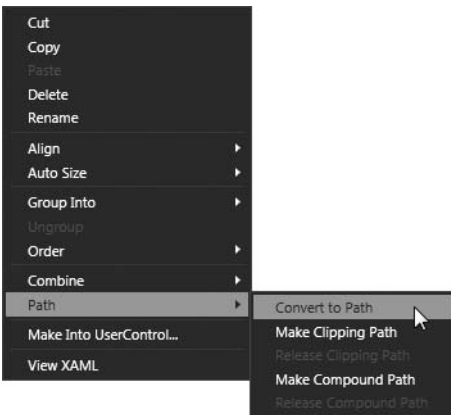 Cut
Copy
Paste
Delete
Rename
Align
Auto Size
Group Into
Ungroup
Order
Combine
Path
Make Into UserControl...
View XAML
Convert to Path
Make Clipping Path
Release Clipping Path
Make Compound Path
Release Compound Path